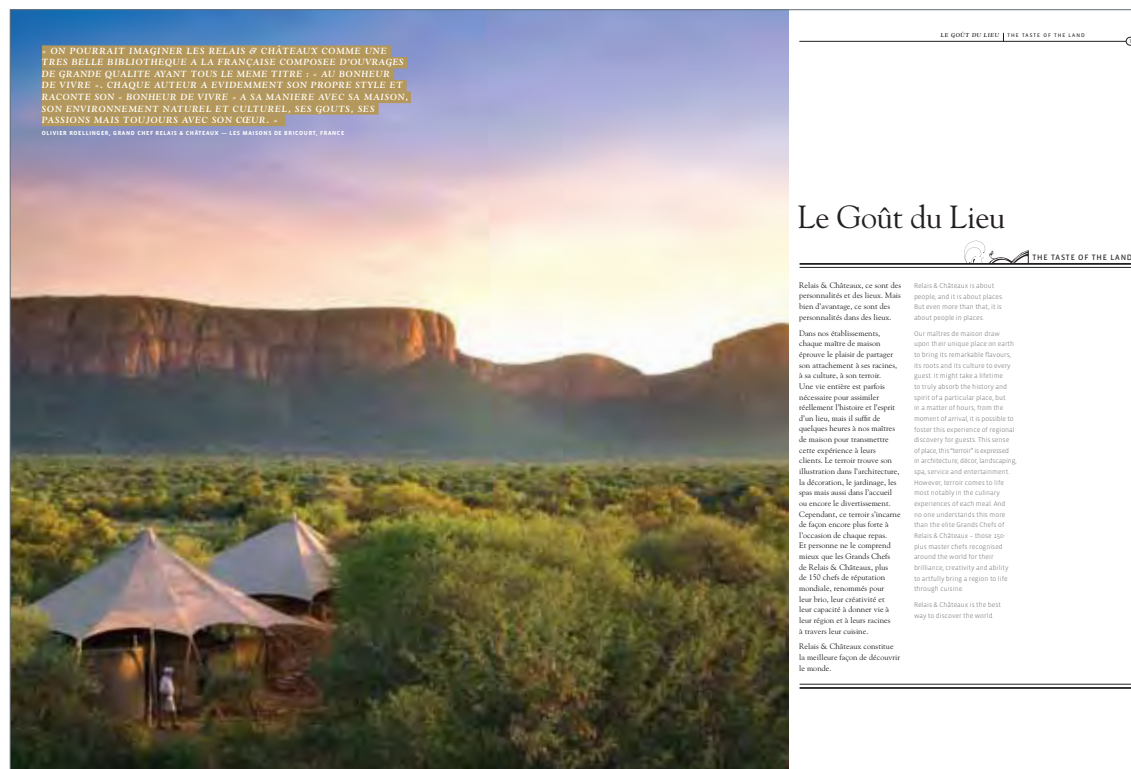 « ON POURRAIT IMAGINER LES RELAIS & CHÂTEAUX COMME UNE
TRES BELLE BIBLIOTHEQUE A LA FRANÇAISE COMPOSEE D'OUVRAGES
DE GRANDE QUALITE AYANT TOUS LE MEME TITRE : « AU BONHEUR
DE VIVRE ». CHAQUE AUTEUR A EVIDEMMENT SON PROPRE STYLE ET
RACONTE SON « BONHEUR DE VIVRE » A SA MANIERE AVEC SA MAISON,
SON ENVIRONNEMENT NATUREL ET CULTUREL, SES GOUTS, SES
PASSIONS MAIS TOUJOURS AVEC SON CŒUR. »
OLIVIER ROELLINGER, GRAND CHEF RELAIS & CHÂTEAUX — LES MAISONS DE BRICOURT, FRANCE
LE GOÛT DU LIEU | THE TASTE OF THE LAND
Le Goût du Lieu
THE TASTE OF THE LAND
Relais & Châteaux, ce sont des
personnalités et des lieux. Mais
bien d'avantage, ce sont des
personnalités dans des lieux.
Dans nos établissements,
chaque maître de maison
éprouve le plaisir de partager
son attachement à ses racines,
à sa culture, à son terroir.
Une vie entière est parfois
nécessaire pour assimiler
réellement l'histoire et l'esprit
d'un lieu, mais il suffit de
quelques heures à nos maîtres
de maison pour transmettre
cette expérience à leurs
clients. Le terroir trouve son
illustration dans l'architecture,
la décoration, le jardinage, les
spas mais aussi dans l'accueil
ou encore le divertissement.
Cependant, ce terroir s'incarne
de façon encore plus forte à
l'occasion de chaque repas.
Et personne ne le comprend
mieux que les Grands Chefs
de Relais & Châteaux, plus
de 150 chefs de réputation
mondiale, renommés pour
leur brio, leur créativité et
leur capacité à donner vie à
leur région et à leurs racines
à travers leur cuisine.
Relais & Châteaux constitue
la meilleure façon de découvrir
le monde.
Relais & Châteaux is about
people, and it is about places.
But even more than that, it is
about people in places.
Our maîtres de maison draw
upon their unique place on earth
to bring its remarkable flavours,
its roots and its culture to every
guest. It might take a lifetime
to truly absorb the history and
spirit of a particular place, but
in a matter of hours, from the
moment of arrival, it is possible to
foster this experience of regional
discovery for guests. This sense
of place, this "terroir" is expressed
in architecture, décor, landscaping,
spa, service and entertainment.
However, terroir comes to life
most notably in the culinary
experiences of each meal. And
no one understands this more
than the elite Grands Chefs of
Relais & Châteaux – those 150-
plus master chefs recognised
around the world for their
brilliance, creativity and ability
to artfully bring a region to life
through cuisine.
Relais & Châteaux is the best
way to discover the world.